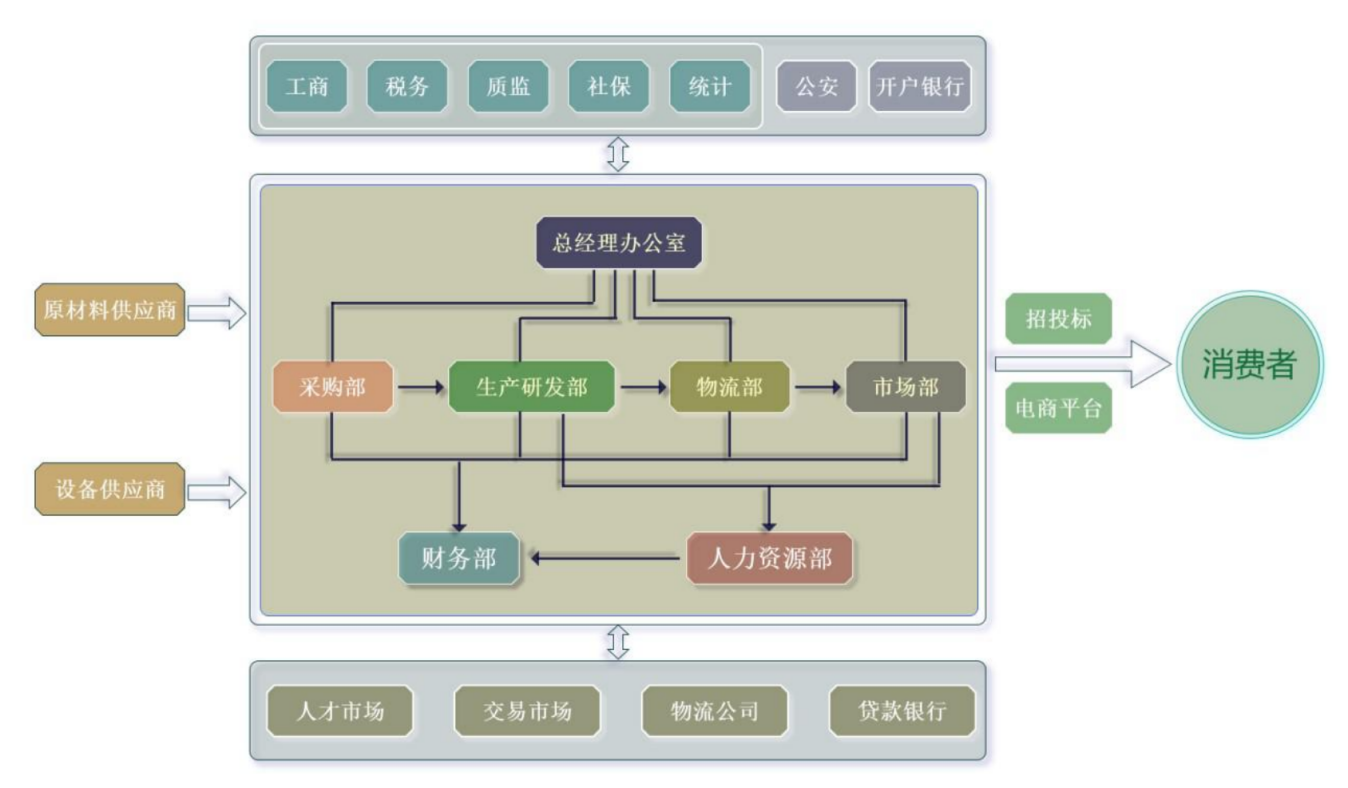 工商
税务
质监
社保
统计
公安
开户银行
总经理办公室
原材料供应商
招投标
消费者
采购部
生产研发部
物流部
市场部
电商平台
设备供应商
财务部
人力资源部
人才市场
交易市场
物流公司
贷款银行